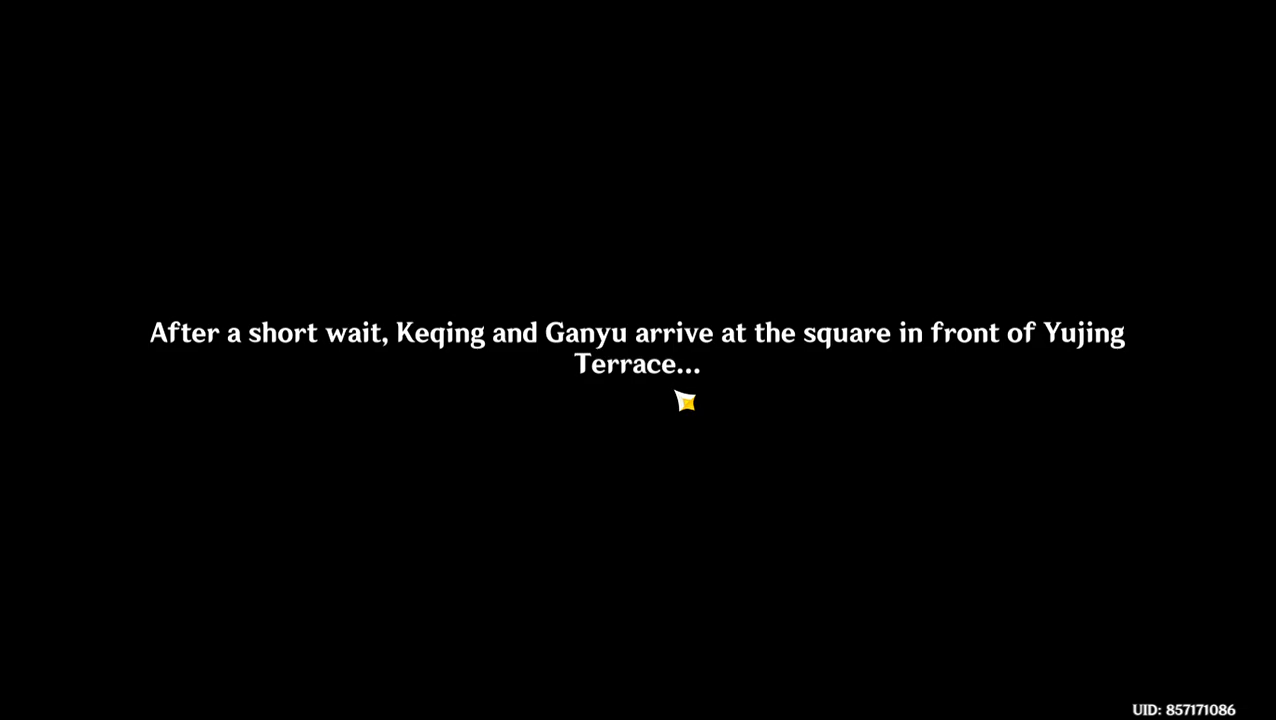 After a short wait, Keqing and Ganyu arrive at the square in front of Yujing
Terrace...
UID: 857171086